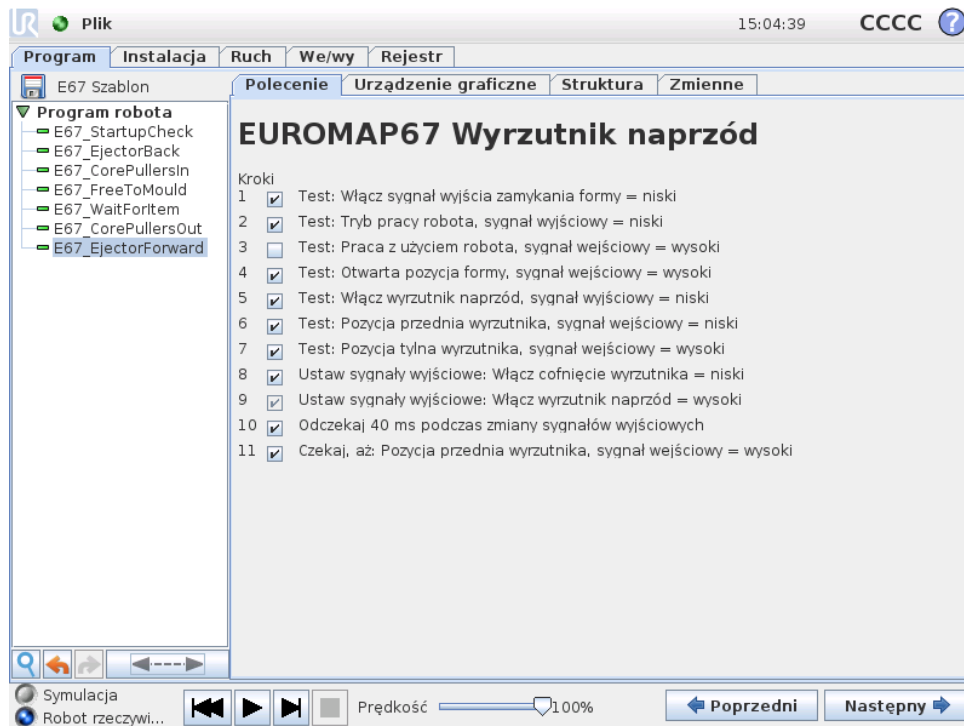 UR Plik 15:04:39 CCCC ?
Program Instalacja Ruch We/wy Rejestr
E67 Szablon
Polecenie Urządzenie graficzne Struktura Zmienne
Program robota
E67_StartupCheck
E67_EjectorBack
E67_CorePullersIn
E67_FreeToMould
E67_WaitForItem
E67_CorePullersOut
E67_EjectorForward
EUROMAP67 Wyrzutnik naprzód
Kroki
1 Test: Włącz sygnał wyjścia zamykania formy = niski
2 Test: Tryb pracy robota, sygnał wyjściowy = niski
3 Test: Praca z użyciem robota, sygnał wejściowy = wysoki
4 Test: Otwarta pozycja formy, sygnał wejściowy = wysoki
5 Test: Włącz wyrzutnik naprzód, sygnał wyjściowy = niski
6 Test: Pozycja przednia wyrzutnika, sygnał wejściowy = niski
7 Test: Pozycja tylna wyrzutnika, sygnał wejściowy = wysoki
8 Ustaw sygnały wyjściowe: Włącz cofnięcie wyrzutnika = niski
9 Ustaw sygnały wyjściowe: Włącz wyrzutnik naprzód = wysoki
10 Odczekaj 40 ms podczas zmiany sygnałów wyjściowych
11 Czekaj, aż: Pozycja przednia wyrzutnika, sygnał wejściowy = wysoki
Symulacja
Robot rzeczywi...
Prędkość 100%
Poprzedni Następny